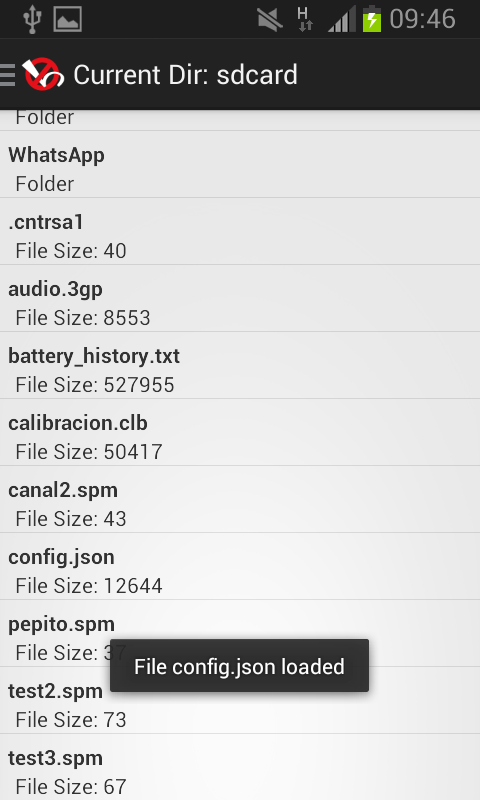 H
09:46
Current Dir: sdcard
Folder
WhatsApp
Folder
.cntrsa1
File Size: 40
audio.3gp
File Size: 8553
battery_history.txt
File Size: 527955
calibracion.clb
File Size: 50417
canal2.spm
File Size: 43
config.json
File Size: 12644
pepito.spm
File Size: 37
File config.json loaded
test2.spm
File Size: 73
test3.spm
File Size: 67